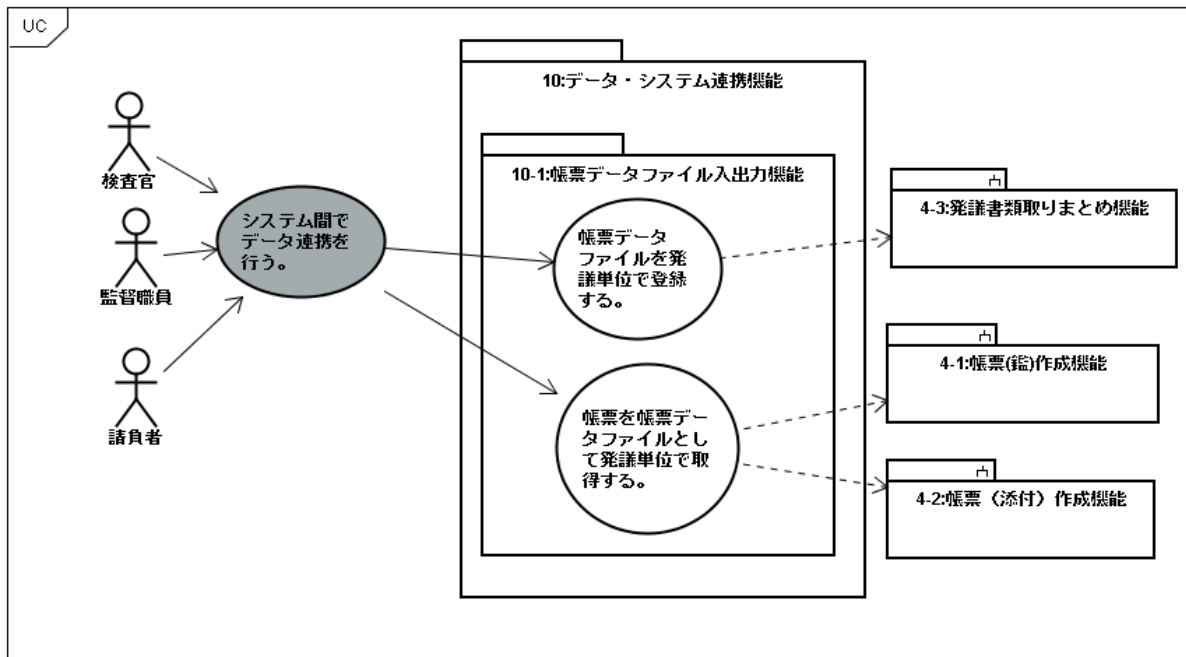 UC
10:データ・システム連携機能
10-1:帳票データファイル入出力機能
検査官
監督職員
請負者
システム間で
データ連携を
行う。
帳票データ
ファイルを発
議単位で登録
する。
帳票を帳票デー
タファイルとし
て発議単位で取
得する。
4-3:発議書類取りまとめ機能
4-1:帳票(鑑)作成機能
4-2:帳票（添付）作成機能